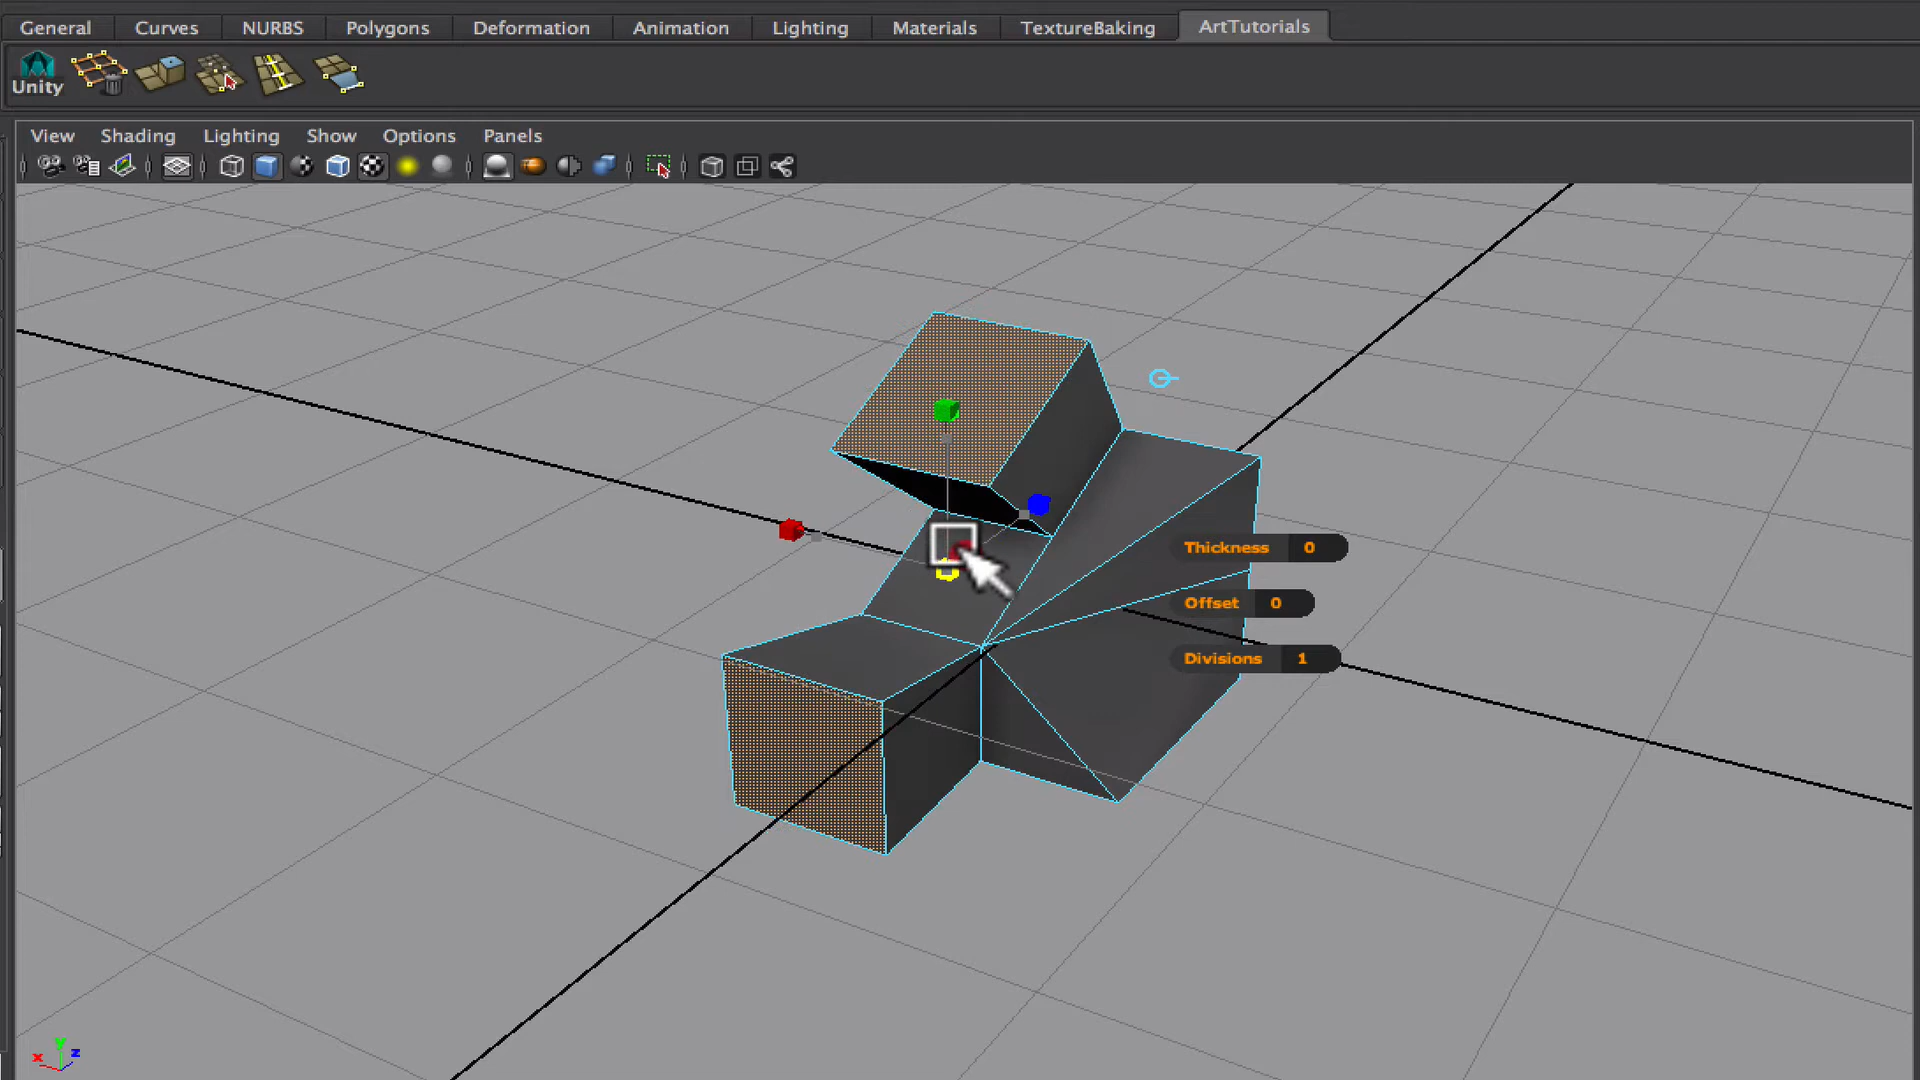 General Curves NURBS Polygons Deformation Animation Lighting Materials TextureBaking ArtTutorials
Unity
View Shading Lighting Show Options Panels
Thickness 0
Offset 0
Divisions 1
x y z